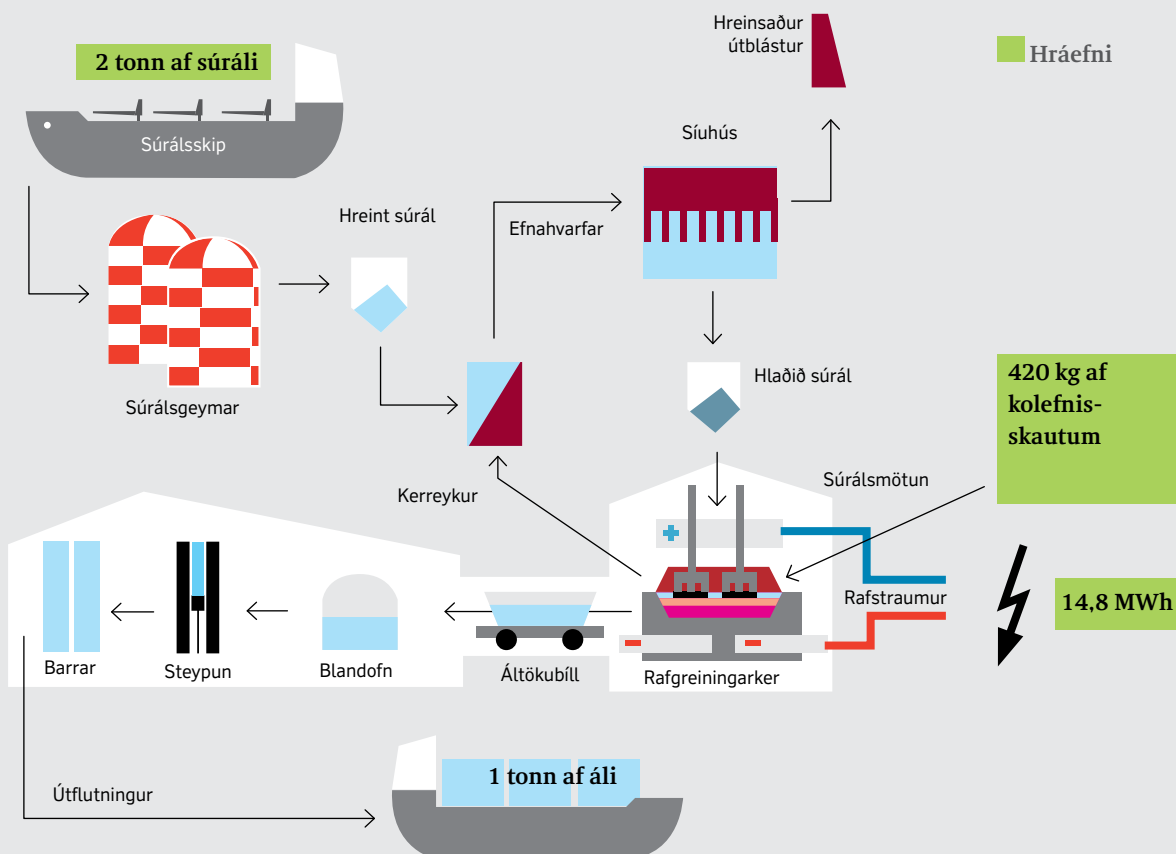 Hreinsaður
útblástur
Hráefni
2 tonn af súráli
Súrálsskip
Síuhús
Hreint súrál
Efnahvarfar
Súrálsgeymar
Hlaðið súrál
420 kg af
kolefnis-
skautum
Kerreykur
Súrálsmötun
Rafstraumur
14,8 MWh
Barrar
Steypun
Blandofn
Áltökubíll
Rafgreiningarker
1 tonn af áli
Útflutningur